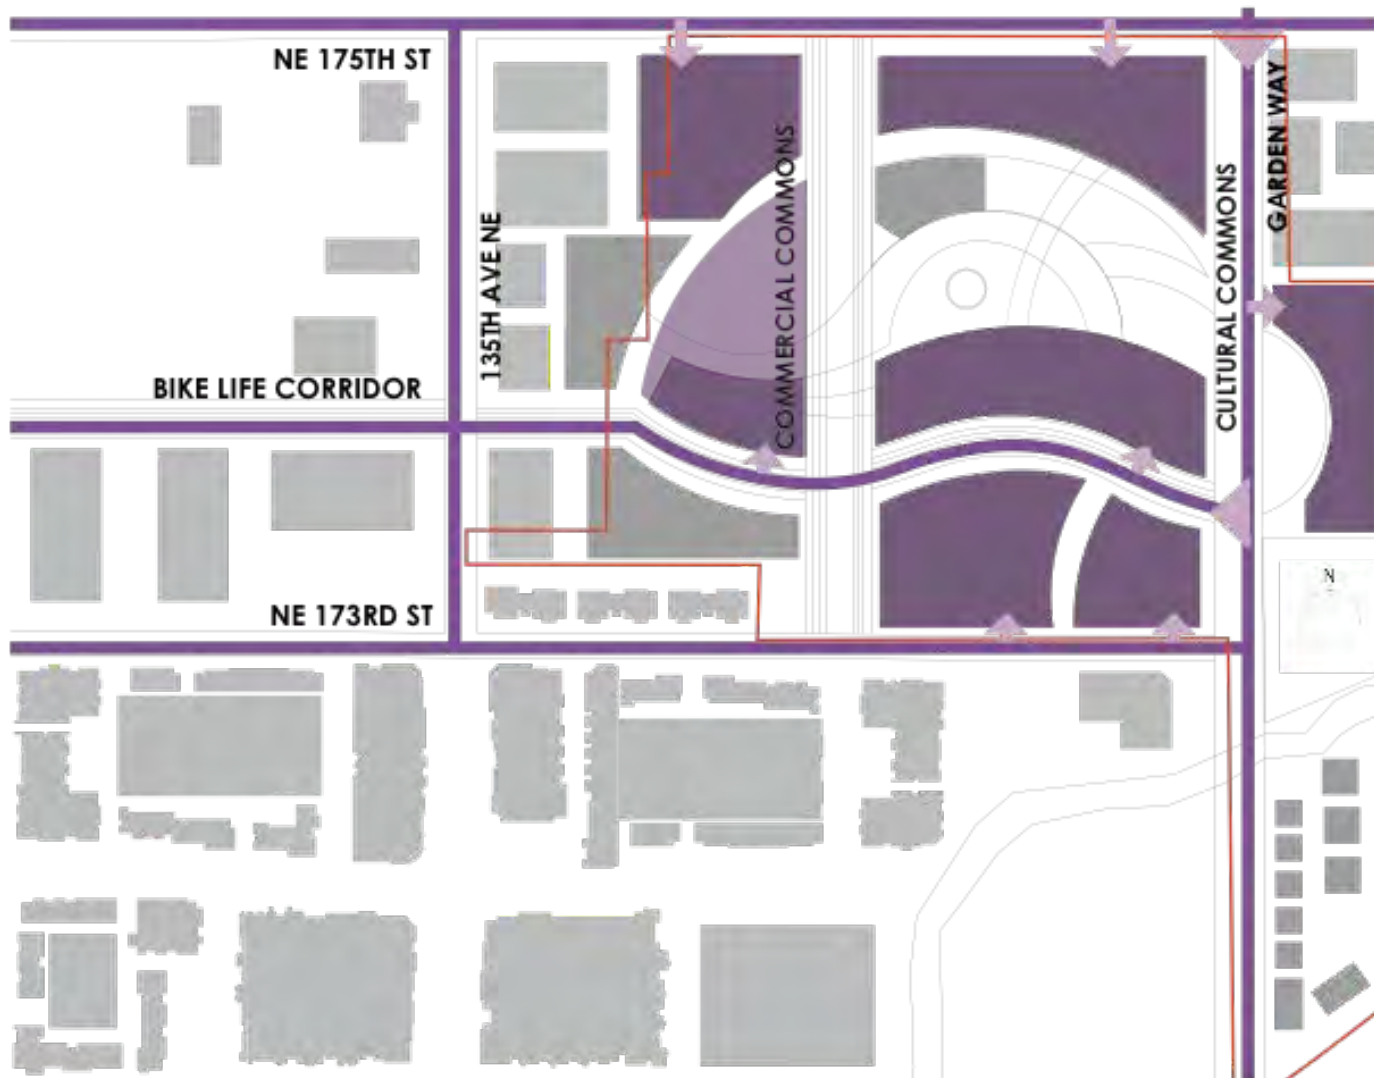 NE 175TH ST
135TH AVE NE
COMMERCIAL COMMONS
CULTURAL COMMONS
GARDEN WAY
BIKE LIFE CORRIDOR
N
NE 173RD ST